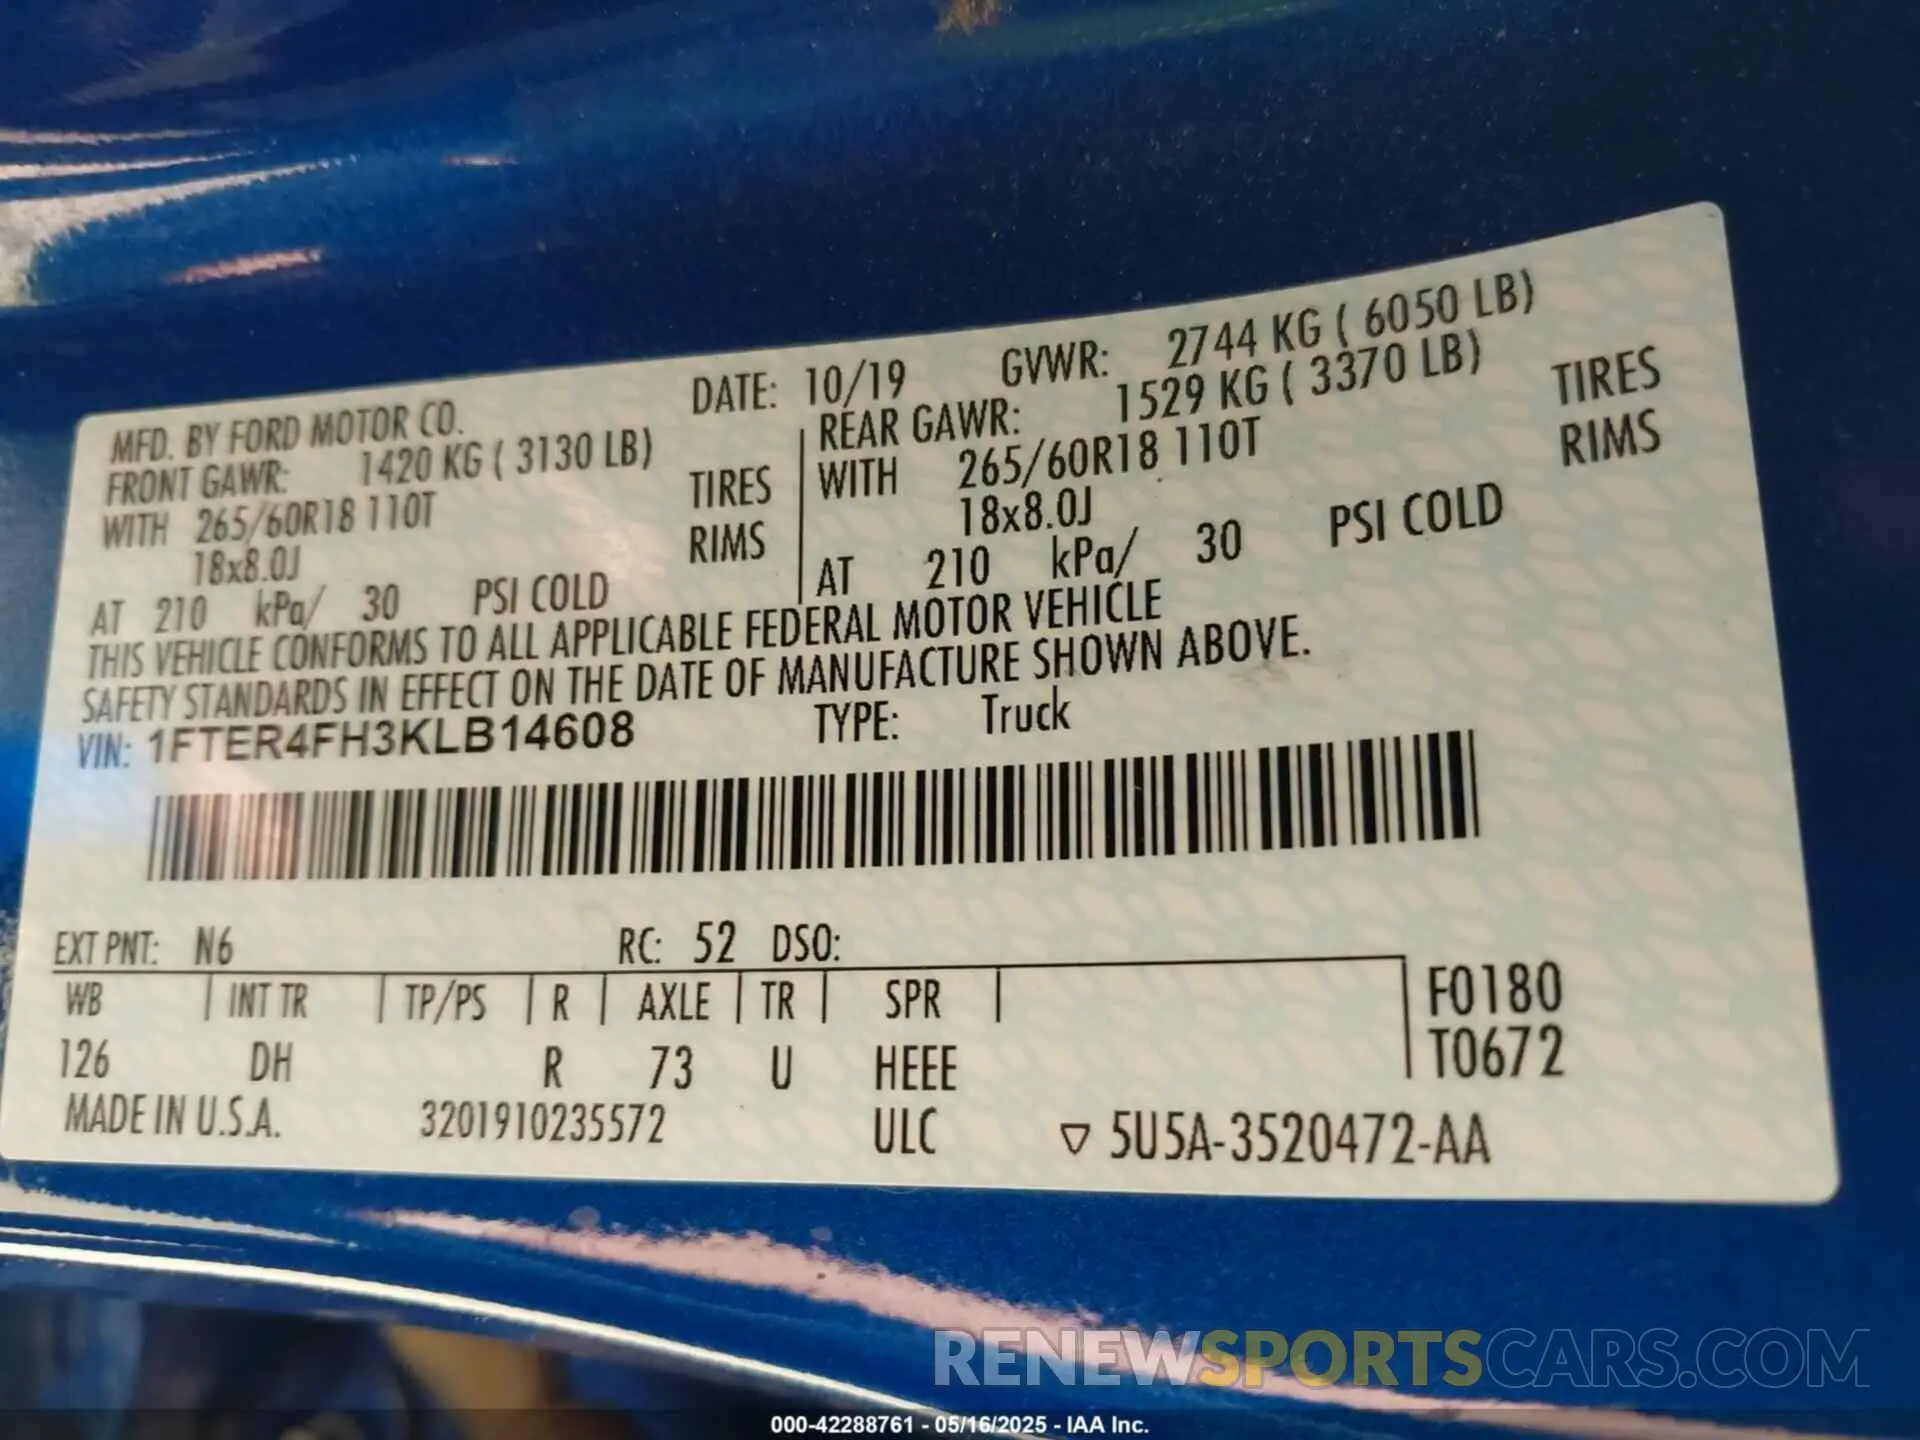 MFD. BY FORD MOTOR CO. DATE: 10/19 GVWR: 2744 KG ( 6050 LB)
FRONT GAWR: 1420 KG ( 3130 LB)
WITH 265/60R18 110T TIRES
18x8.0J RIMS
AT 210 kPa/ 30 PSI COLD
REAR GAWR: 1529 KG ( 3370 LB)
WITH 265/60R18 110T TIRES
18x8.0J RIMS
AT 210 kPa/ 30 PSI COLD
THIS VEHICLE CONFORMS TO ALL APPLICABLE FEDERAL MOTOR VEHICLE
SAFETY STANDARDS IN EFFECT ON THE DATE OF MANUFACTURE SHOWN ABOVE.
VIN: 1FTER4FH3KLB14608 TYPE: Truck
EXT PNT: N6 RC: 52 DSO:
WB | INT TR | TP/PS | R | AXLE | TR | SPR | F0180
126 DH R 73 U HEEE T0672
MADE IN U.S.A. 3201910235572 ULC ▽ 5U5A-3520472-AA
RENEWSPORTSCARS.COM
000-42288761 - 05/16/2025 - IAA Inc.